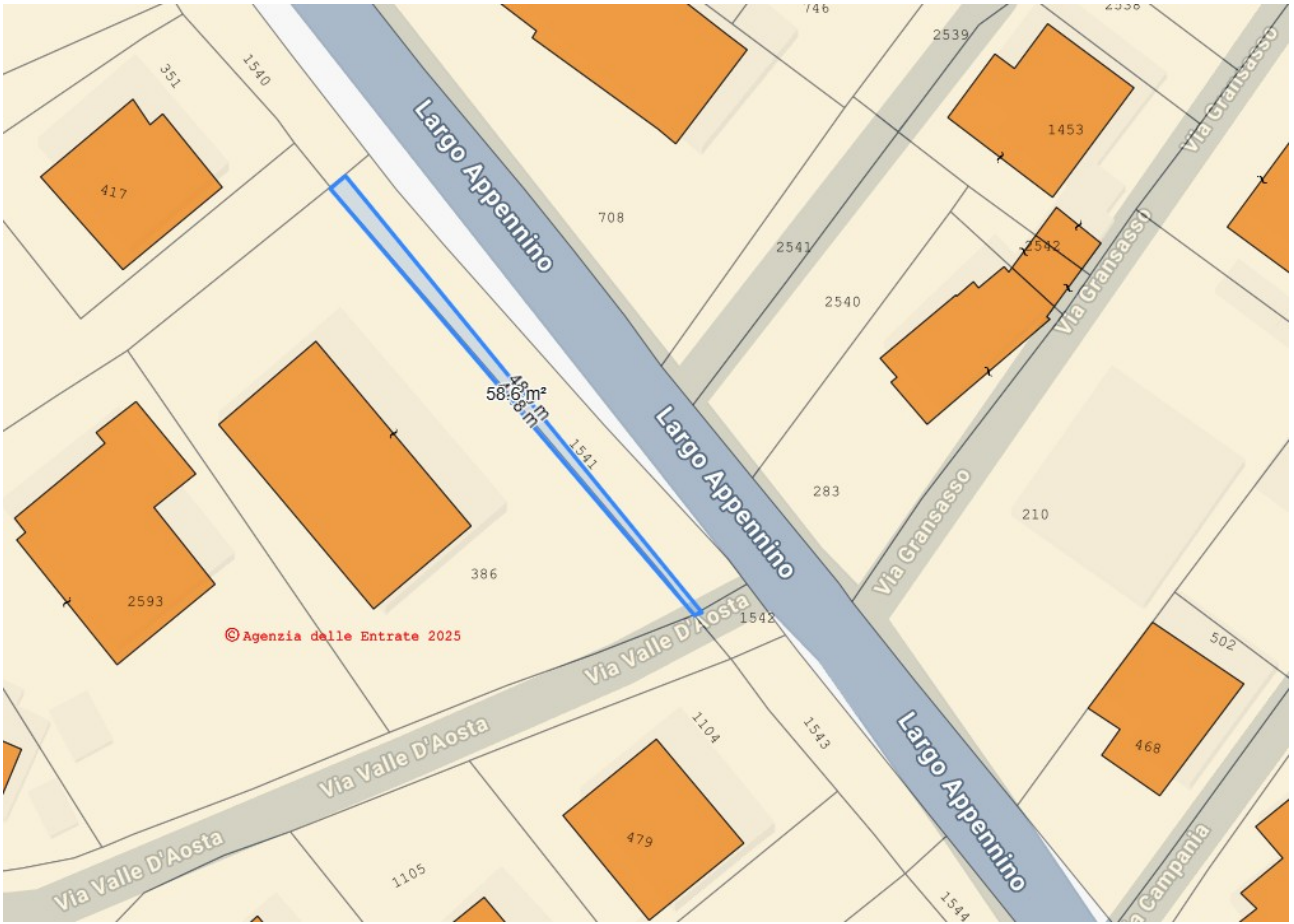 746
2538
2539
Via Gransasso
351
1540
Largo Appennino
1453
417
708
2541
2542
2540
Via Gransasso
58.6 m²
1541
Largo Appennino
283
210
Via Gransasso
386
2593
1542
© Agenzia delle Entrate 2025
Via Valle D'Aosta
502
1104
1543
Largo Appennino
468
Via Valle D'Aosta
479
Via Valle D'Aosta
1105
1544
Campania